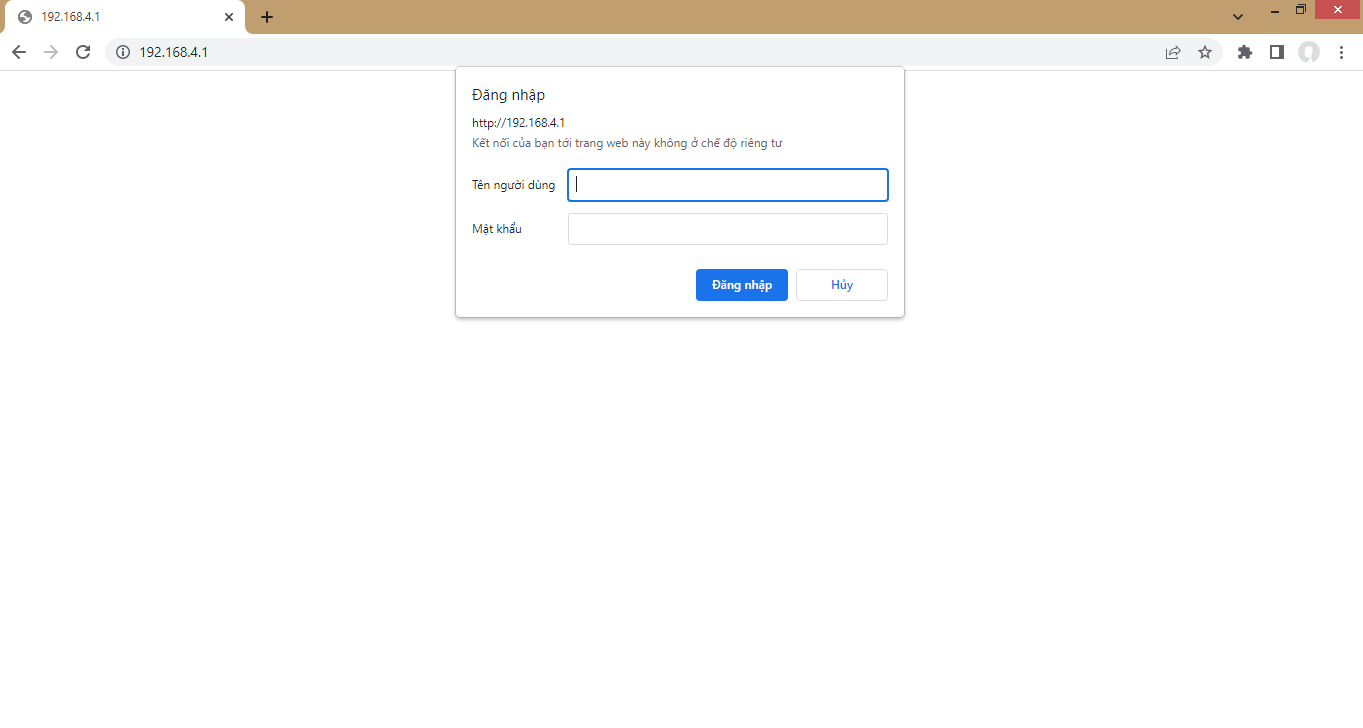 192.168.4.1
192.168.4.1
Đăng nhập
http://192.168.4.1
Kết nối của bạn tới trang web này không ở chế độ riêng tư
Tên người dùng
Mật khẩu
Đăng nhập Hủy